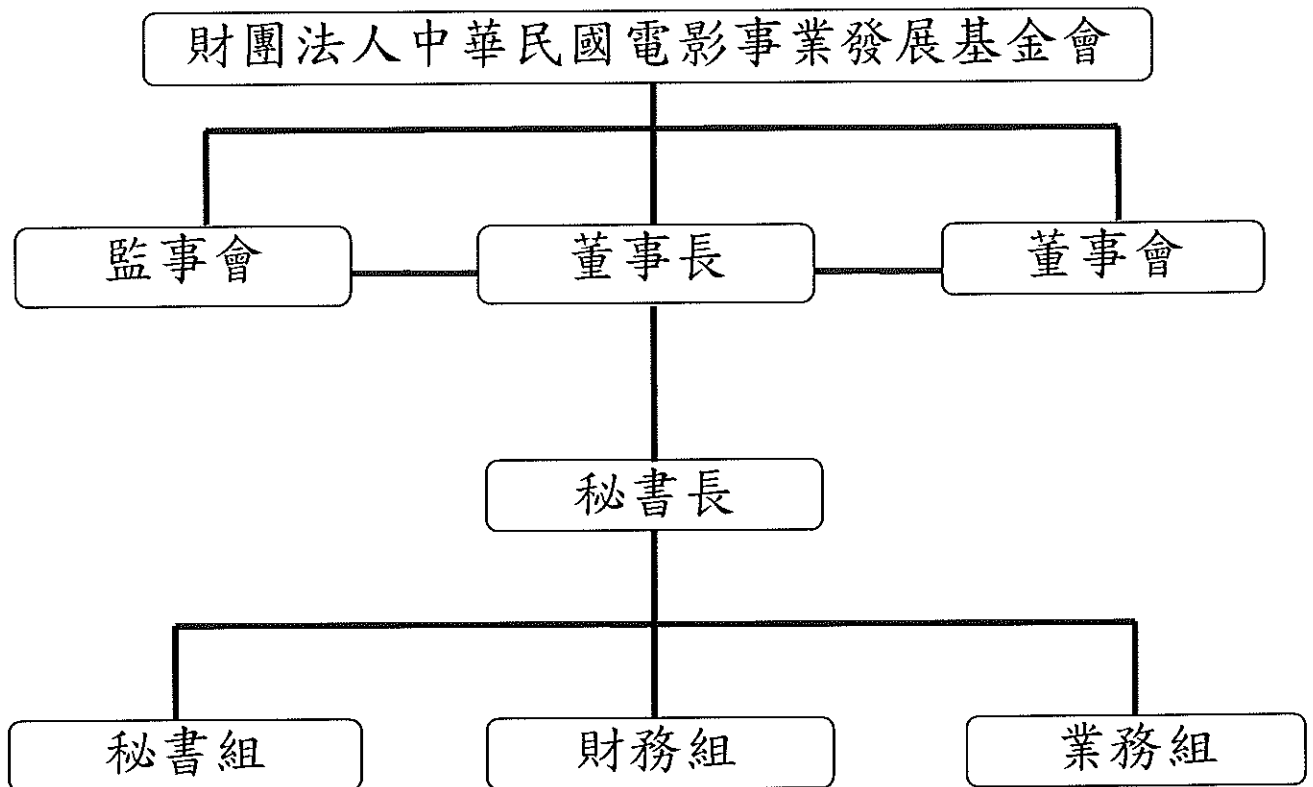 財團法人中華民國電影事業發展基金會
監事會
董事長
董事會
秘書長
秘書組
財務組
業務組